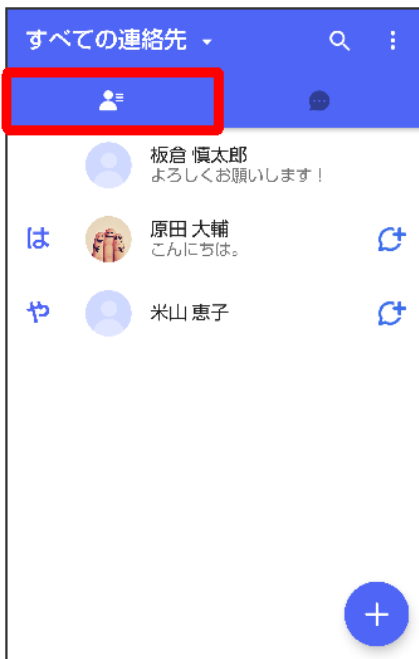 すべての連絡先
板倉 慎太郎
よろしくお願いします！
は
原田 大輔
こんにちは。
や
米山 恵子